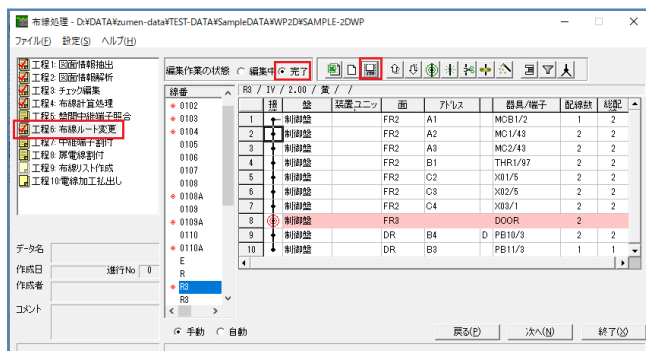 布線処理 - D:¥DATA¥zumen-data¥TEST-DATA¥SampleDATA¥WP2D¥SAMPLE-2DWP
ファイル(F) 設定(S) ヘルプ(H)
工程1: 図面情報抽出
工程2: 図面情報解析
工程3: チェック編集
工程4: 布線計算処理
工程5: 盤間中継端子照合
工程6: 布線ルート変更
工程7: 中継端子割付
工程8: 扉電線割付
工程9: 布線リスト作成
工程10:電線加工払出し
編集作業の状態 編集中 完了
線番
0102
0103
0104
0105
0106
0107
0108
0108A
0109
0109A
0110
0110A
E
R
R3
R3
R3 / IV / 2.00 / 黄 / /
接 盤 装置ユニッ 面 アドレス 器具/端子 配線数 総配
1 制御盤 FR2 A1 MCB1/2 1 2
2 制御盤 FR2 A2 MC1/43 2 2
3 制御盤 FR2 A3 MC2/43 2 2
4 制御盤 FR2 B1 THR1/97 2 2
5 制御盤 FR2 C2 X01/5 2 2
6 制御盤 FR2 C3 X02/5 2 2
7 制御盤 FR2 C4 X03/1 2 2
8 制御盤 FR3 DOOR 2
9 制御盤 DR B4 D PB10/3 2 2
10 制御盤 DR B3 PB11/3 1 1
データ名
作成日 進行No 0
作成者
コメント
手動 自動
戻る(P) 次へ(N) 終了(X)